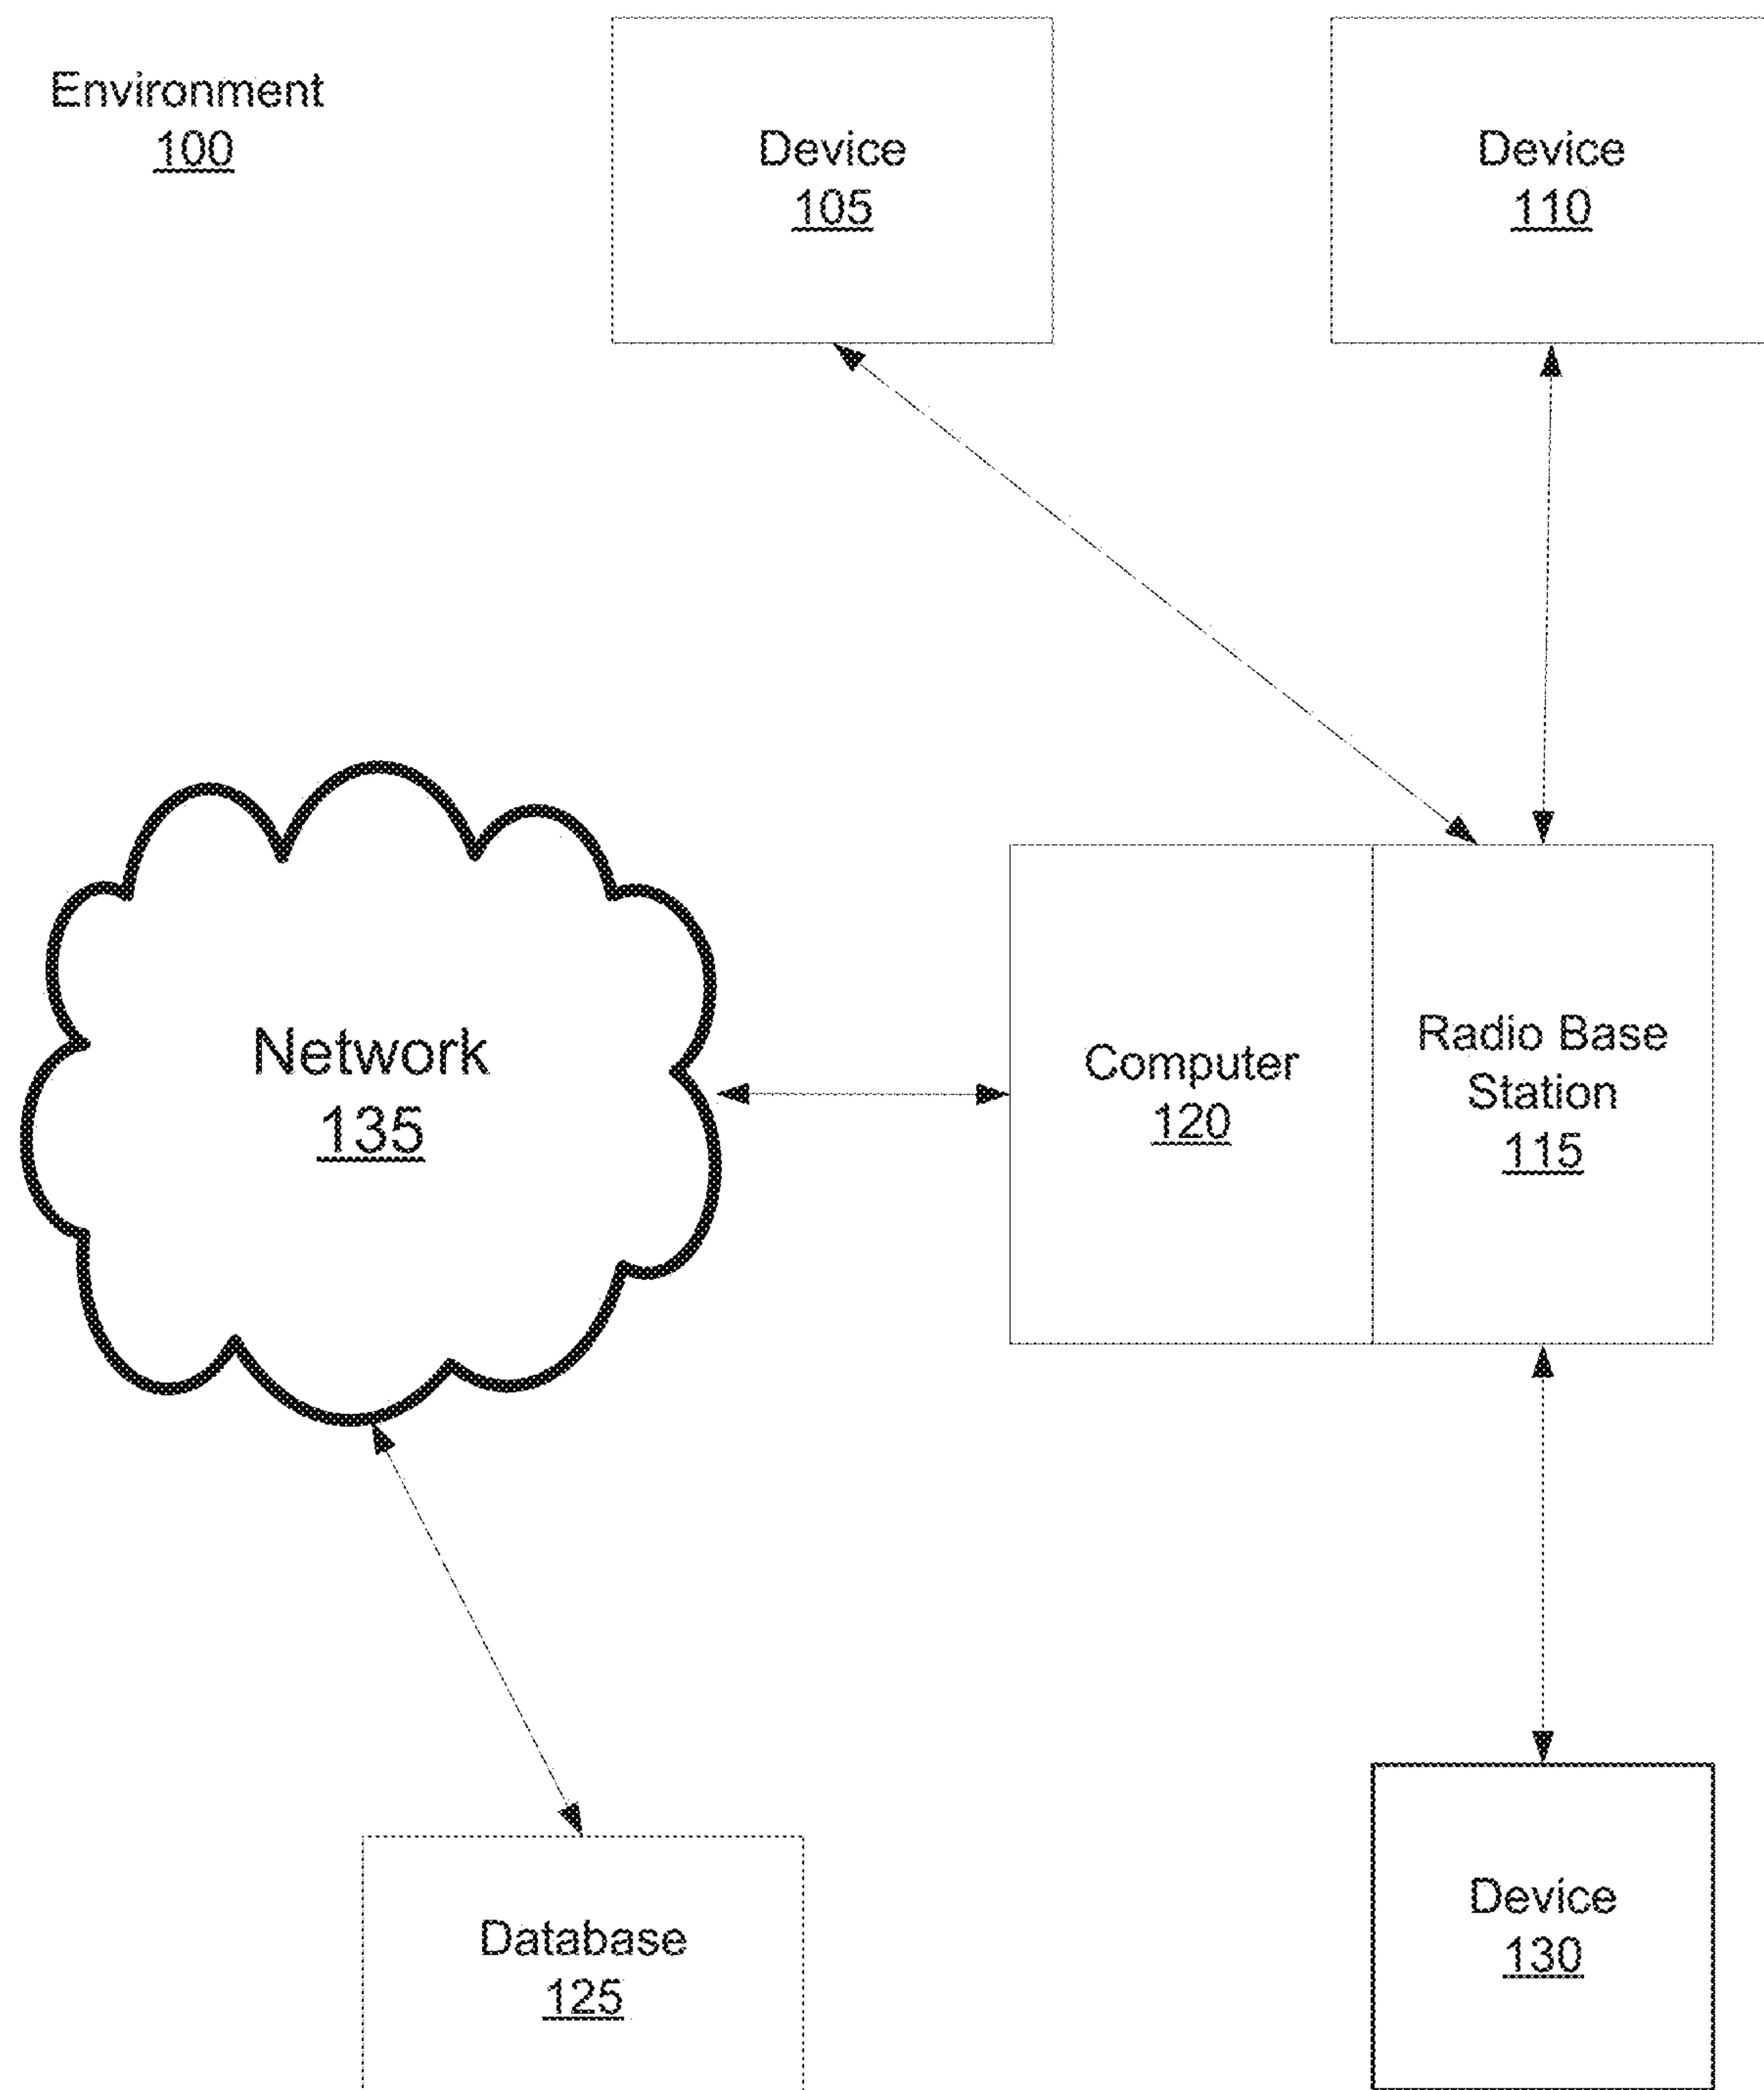 Environment
100
Device
105
Device
110
Network
135
Computer
120
Radio Base
Station
115
Database
125
Device
130